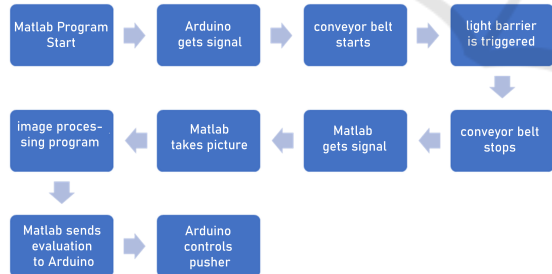 Matlab Program
Start
Arduino
gets signal
conveyor belt
starts
light barrier
is triggered
conveyor belt
stops
Matlab
gets signal
Matlab
takes picture
image proces-
sing program
Matlab sends
evaluation
to Arduino
Arduino
controls
pusher